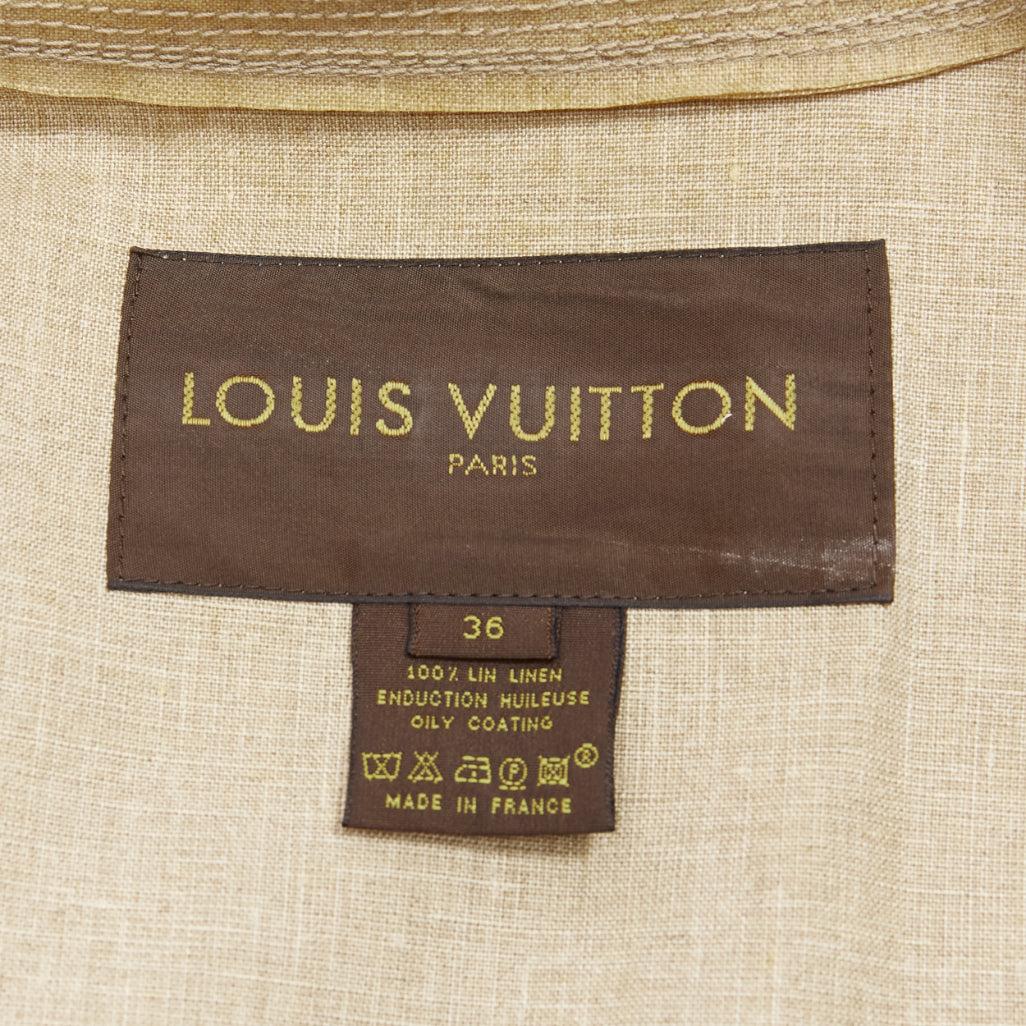 LOUIS VUITTON
PARIS
36
100% LIN LINEN
ENDUCTION HUILEUSE
OILY COATING
®
MADE IN FRANCE